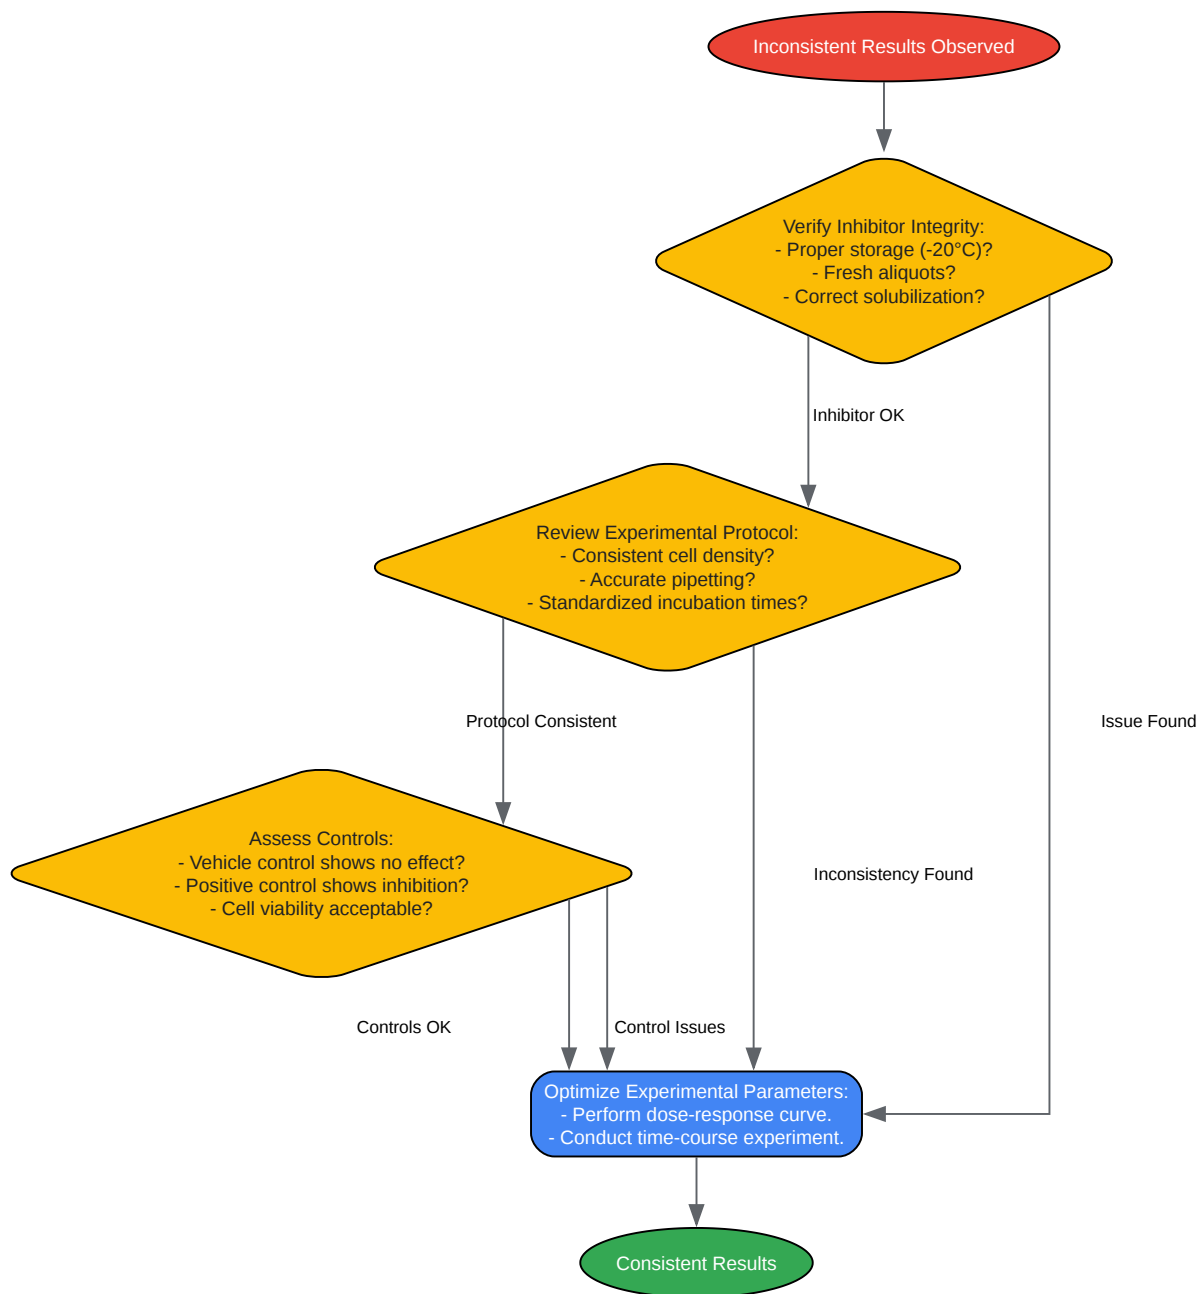 Inconsistent Results Observed
Verify Inhibitor Integrity:
- Proper storage (-20°C)?
- Fresh aliquots?
- Correct solubilization?
Inhibitor OK
Review Experimental Protocol:
- Consistent cell density?
- Accurate pipetting?
- Standardized incubation times?
Protocol Consistent
Issue Found
Assess Controls:
- Vehicle control shows no effect?
- Positive control shows inhibition?
- Cell viability acceptable?
Inconsistency Found
Controls OK
Control Issues
Optimize Experimental Parameters:
- Perform dose-response curve.
- Conduct time-course experiment.
Consistent Results